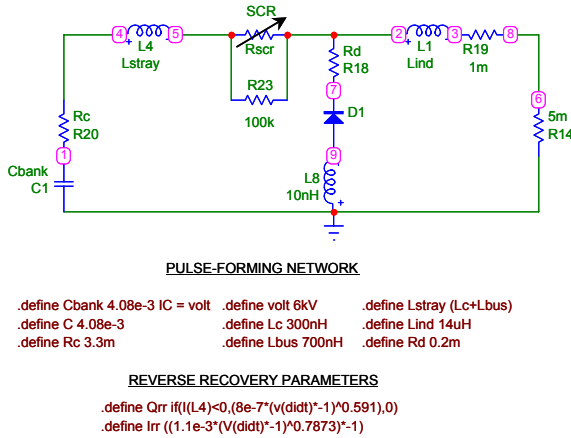 SCR
4
L4
5
Lstray
Rscr
R23
100k
Rd
R18
7
D1
9
L8
10nH
2
L1
3
Lind
R19
1m
8
6
5m
R14
Rc
R20
1
Cbank
C1
PULSE-FORMING NETWORK
.define Cbank 4.08e-3 IC = volt .define volt 6kV .define Lstray (Lc+Lbus)
.define C 4.08e-3 .define Lc 300nH .define Lind 14uH
.define Rc 3.3m .define Lbus 700nH .define Rd 0.2m
REVERSE RECOVERY PARAMETERS
.define Qrr if(I(L4)<0,(8e-7*(v(didt)*-1)^0.591),0)
.define Irr ((1.1e-3*(V(didt)*-1)^0.7873)*-1)